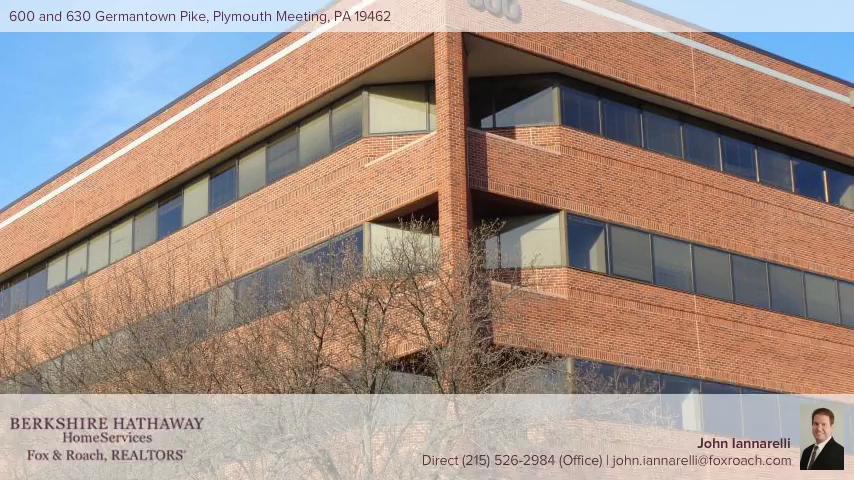 600 and 630 Germantown Pike, Plymouth Meeting, PA 19462
600
BERKSHIRE HATHAWAY
HomeServices
Fox & Roach, REALTORS®
John Iannarelli
Direct (215) 526-2984 (Office) | john.iannarelli@foxroach.com